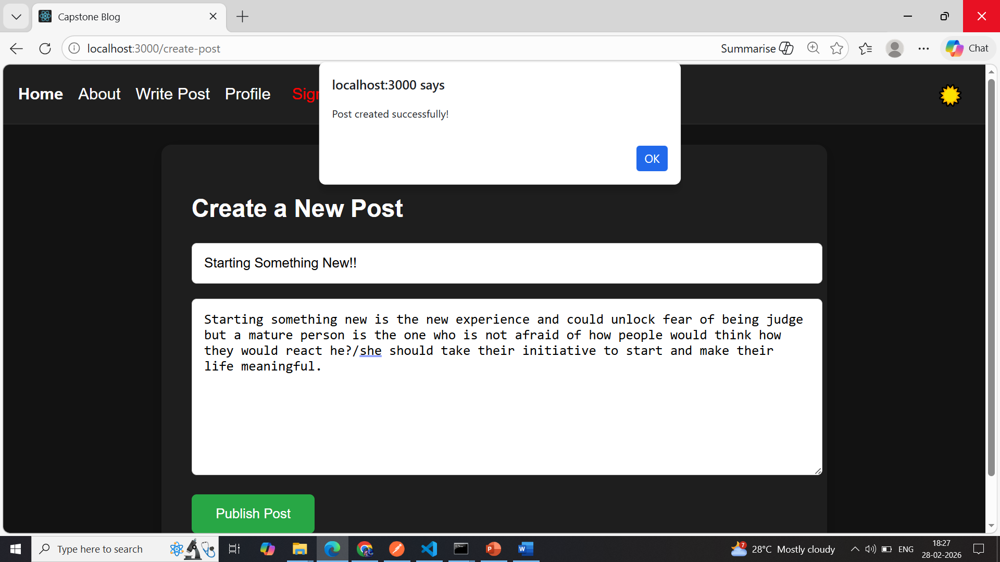 Capstone Blog
localhost:3000/create-post
Summarise
Chat
Home About Write Post Profile
localhost:3000 says
Post created successfully!
OK
Create a New Post
Starting Something New!!
Starting something new is the new experience and could unlock fear of being judge
but a mature person is the one who is not afraid of how people would think how
they would react he?/she should take their initiative to start and make their
life meaningful.
Publish Post
Type here to search
7
28°C Mostly cloudy
ENG
18:27
28-02-2026